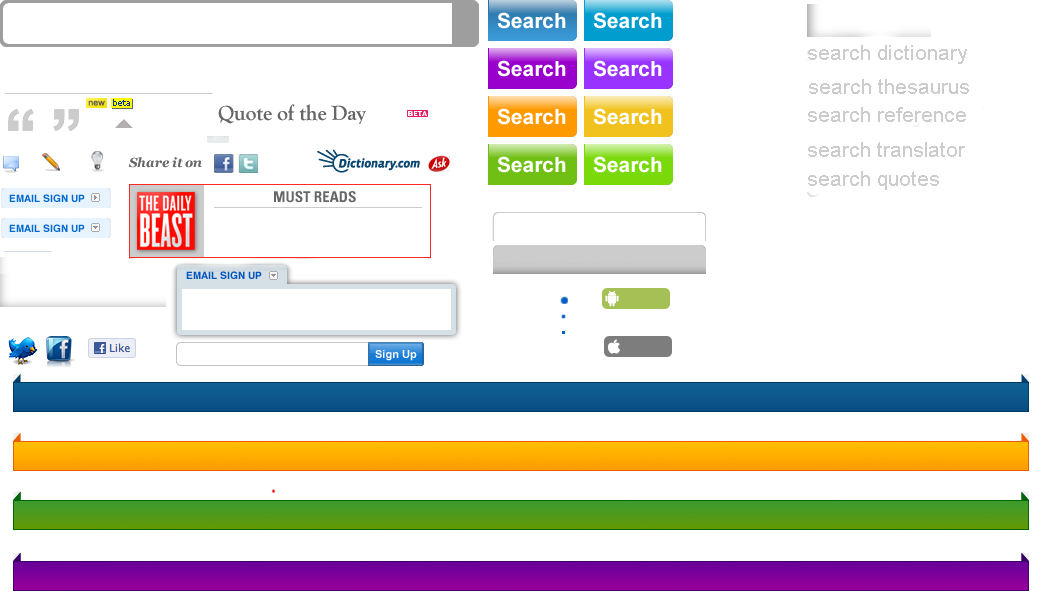 Search Search
search dictionary
Search Search
search thesaurus
new beta
Quote of the Day BETA
Search Search
search reference
search translator
Share it on Dictionary.com Ask
Search Search
search quotes
EMAIL SIGN UP
THE DAILY
BEAST
MUST READS
EMAIL SIGN UP
EMAIL SIGN UP
Like
Sign Up